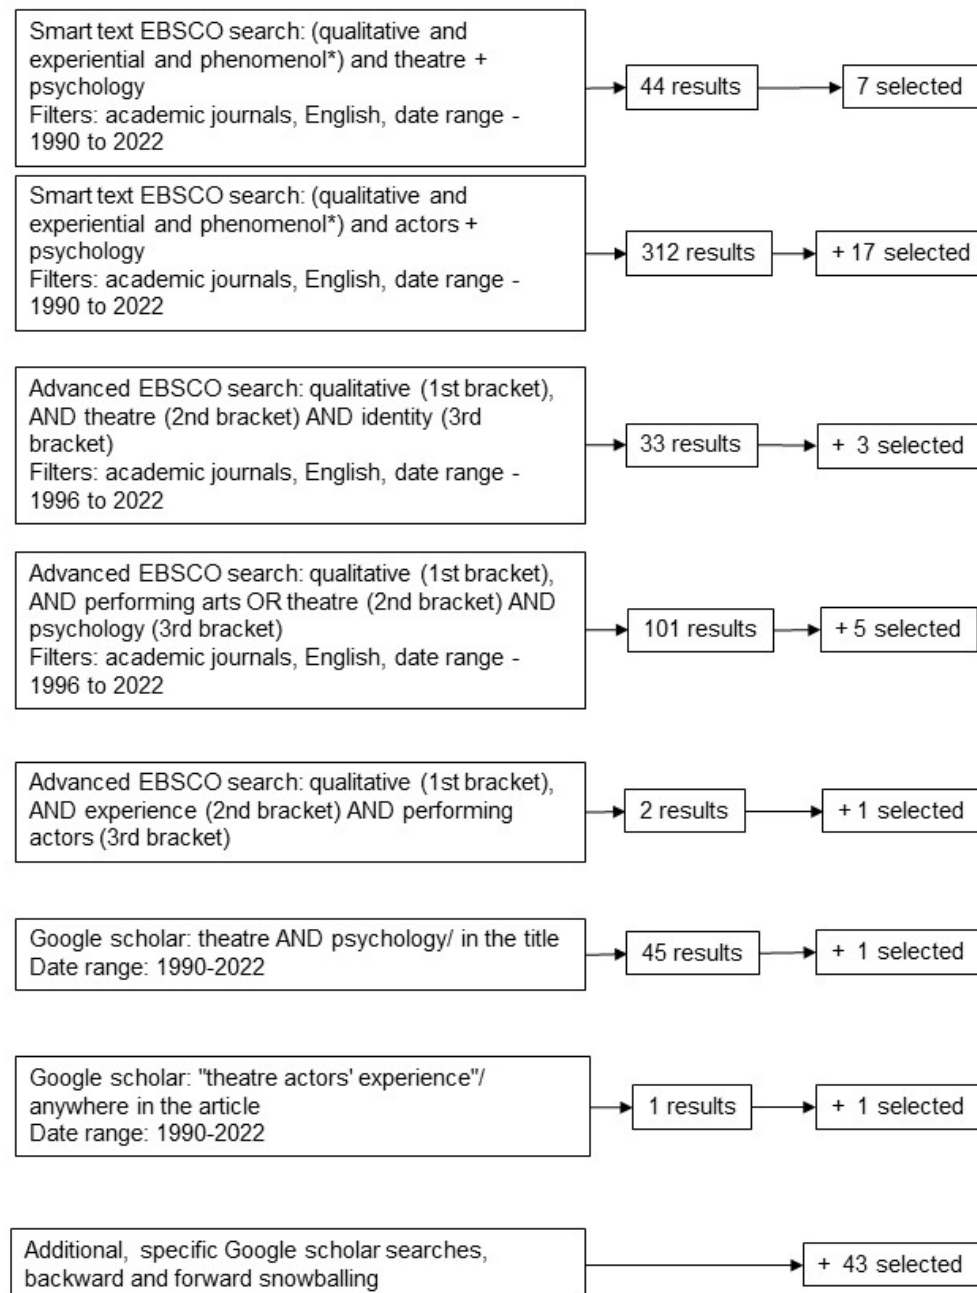 Smart text EBSCO search: (qualitative and
experiential and phenomenol*) and theatre +
psychology
Filters: academic journals, English, date range -
1990 to 2022
44 results
7 selected
Smart text EBSCO search: (qualitative and
experiential and phenomenol*) and actors +
psychology
Filters: academic journals, English, date range -
1990 to 2022
312 results
+ 17 selected
Advanced EBSCO search: qualitative (1st bracket),
AND theatre (2nd bracket) AND identity (3rd
bracket)
Filters: academic journals, English, date range -
1996 to 2022
33 results
+ 3 selected
Advanced EBSCO search: qualitative (1st bracket),
AND performing arts OR theatre (2nd bracket) AND
psychology (3rd bracket)
Filters: academic journals, English, date range -
1996 to 2022
101 results
+ 5 selected
Advanced EBSCO search: qualitative (1st bracket),
AND experience (2nd bracket) AND performing
actors (3rd bracket)
2 results
+ 1 selected
Google scholar: theatre AND psychology/ in the title
Date range: 1990-2022
45 results
+ 1 selected
Google scholar: "theatre actors' experience"/
anywhere in the article
Date range: 1990-2022
1 results
+ 1 selected
Additional, specific Google scholar searches,
backward and forward snowballing
+ 43 selected